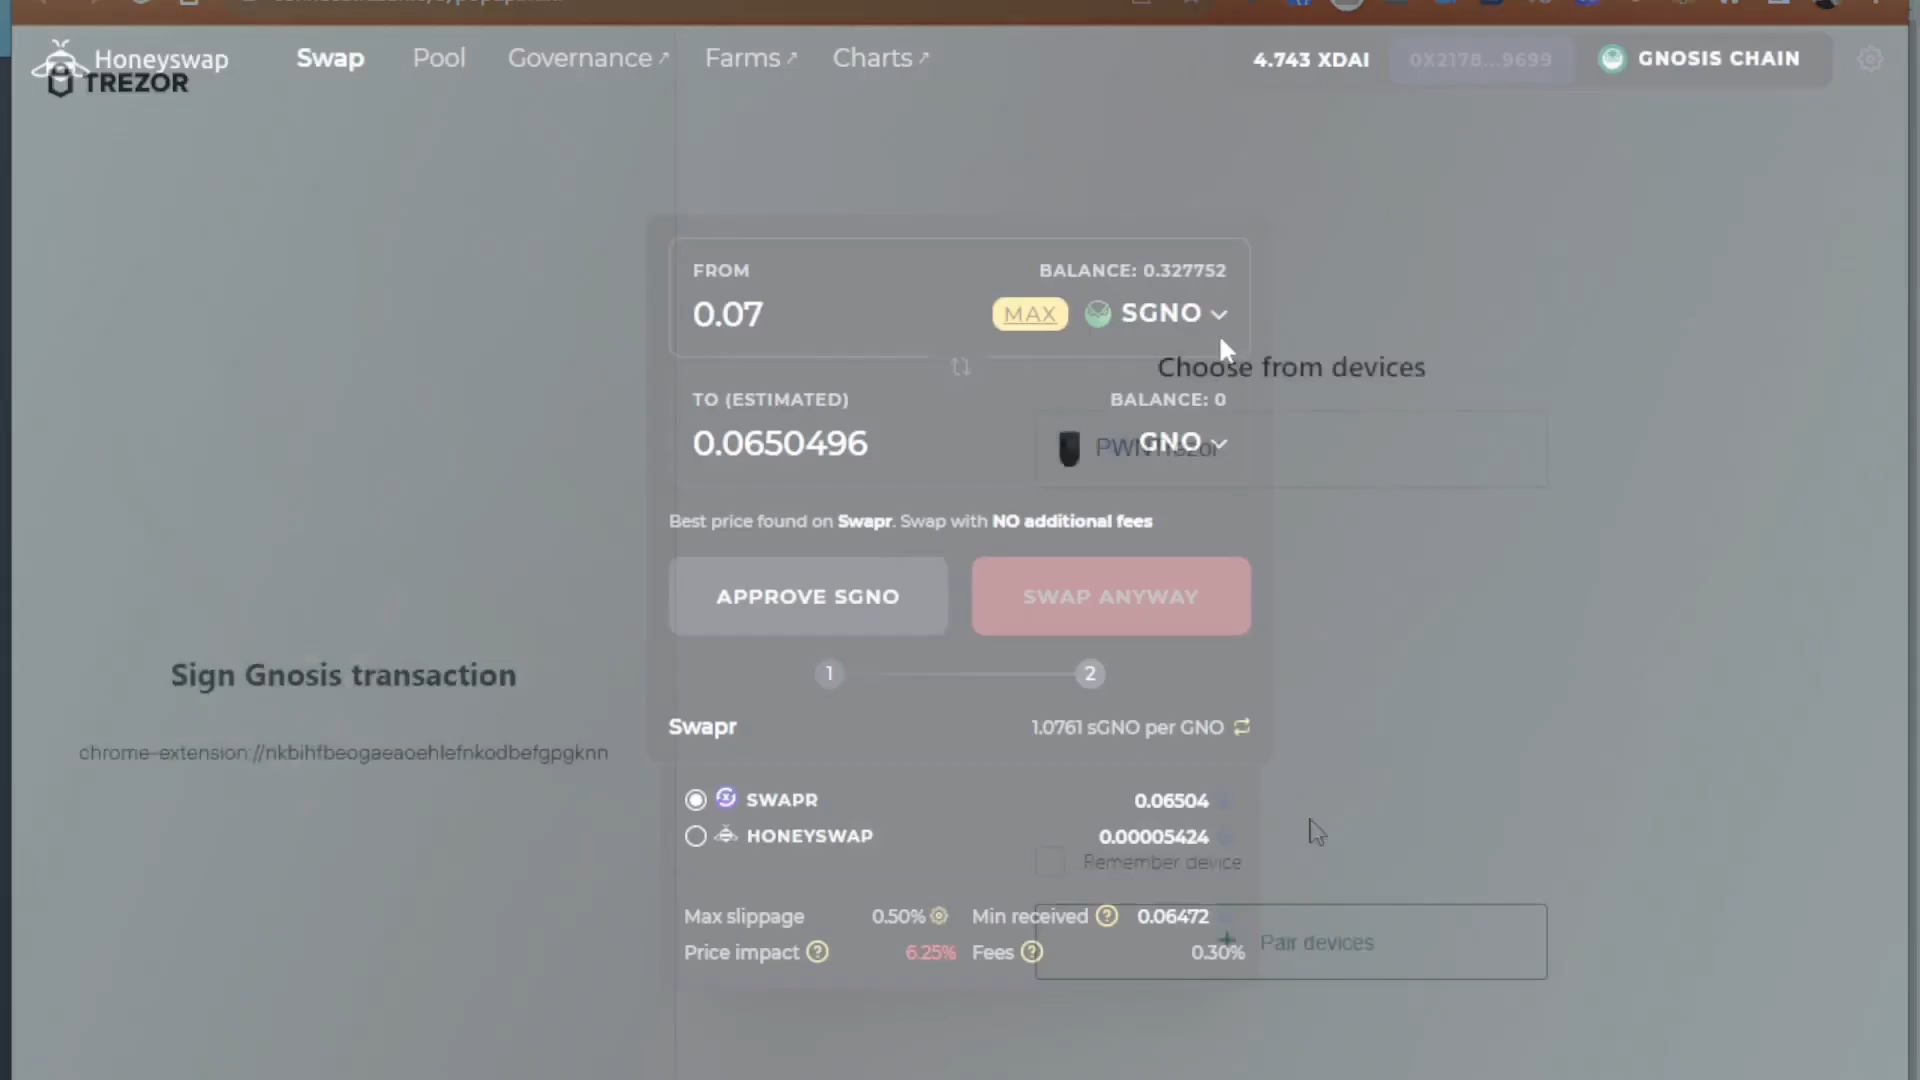 Honeyswap Swap Pool Governance↗ Farms↗ Charts↗ 4.743 XDAI 0X2178...9699 GNOSIS CHAIN
TREZOR
FROM BALANCE: 0.327752
0.07 MAX SGNO
Choose from devices
TO (ESTIMATED) BALANCE: 0
0.0650496 GNO
PWNTrezor
Best price found on Swapr. Swap with NO additional fees
APPROVE SGNO SWAP ANYWAY
1 2
Sign Gnosis transaction
Swapr 1.0761 sGNO per GNO
chrome-extension://nkbihfbeogaeaoehlefnkodbefgpgknn
SWAPR 0.06504
HONEYSWAP 0.00005424
Remember device
Max slippage 0.50% Min received ? 0.06472
+ Pair devices
Price impact ? 6.25% Fees ? 0.30%